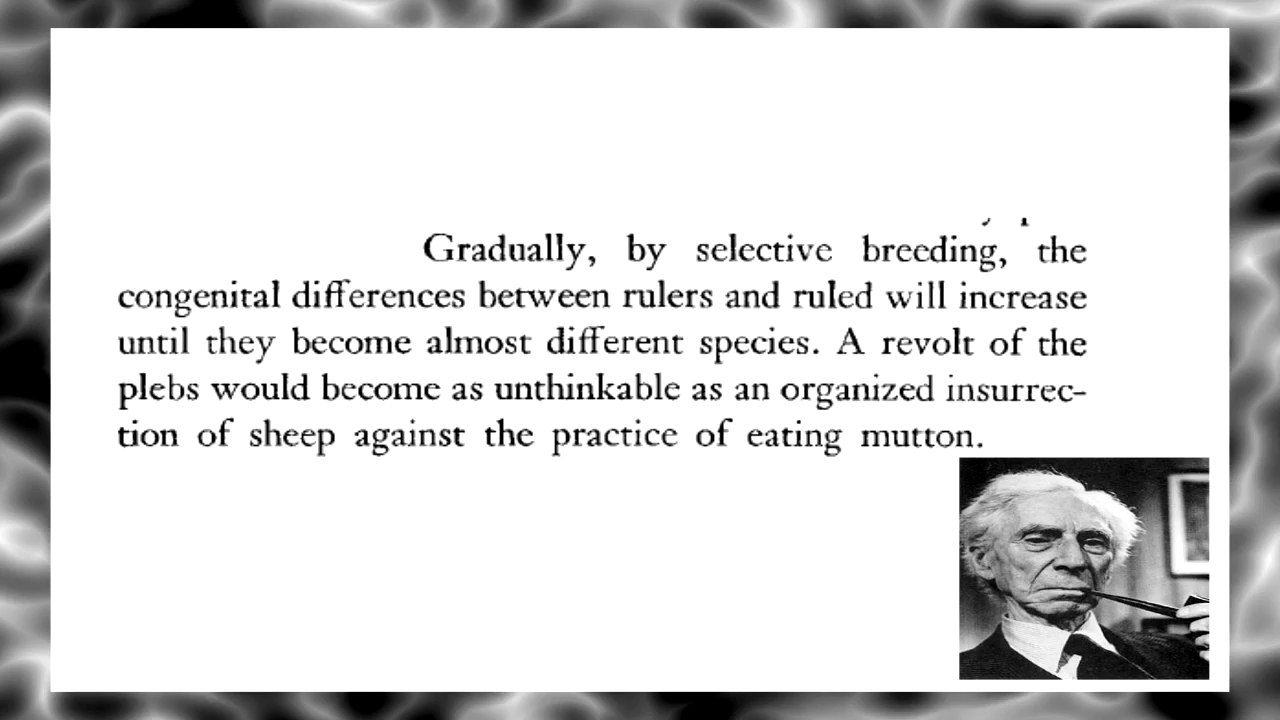 Gradually, by selective breeding, the
congenital differences between rulers and ruled will increase
until they become almost different species. A revolt of the
plebs would become as unthinkable as an organized insurrec-
tion of sheep against the practice of eating mutton.